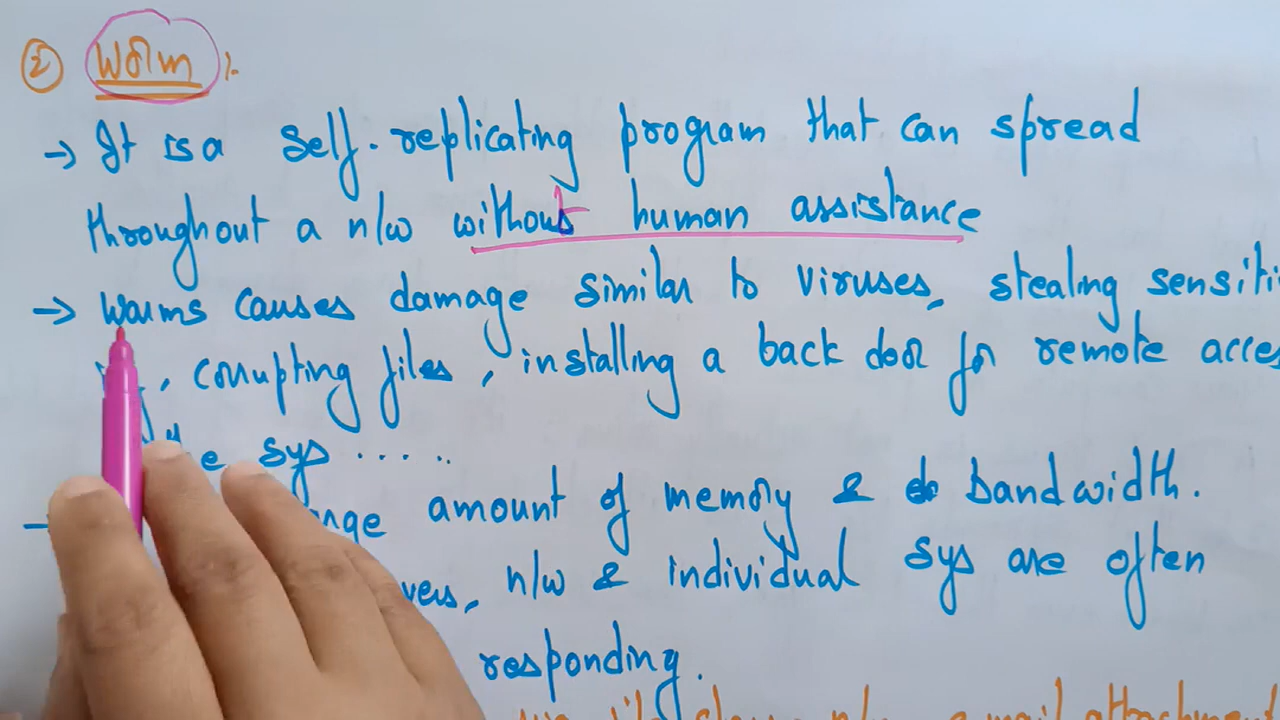 ② Worm :-
→ It is a self-replicating program that can spread
throughout a n/w without human assistance
→ Worms causes damage similar to viruses, stealing sensiti
, corrupting files, installing a back door for remote acces
sys .....
amount of memory & bandwidth.
vers, n/w & individual sys are often
responding.